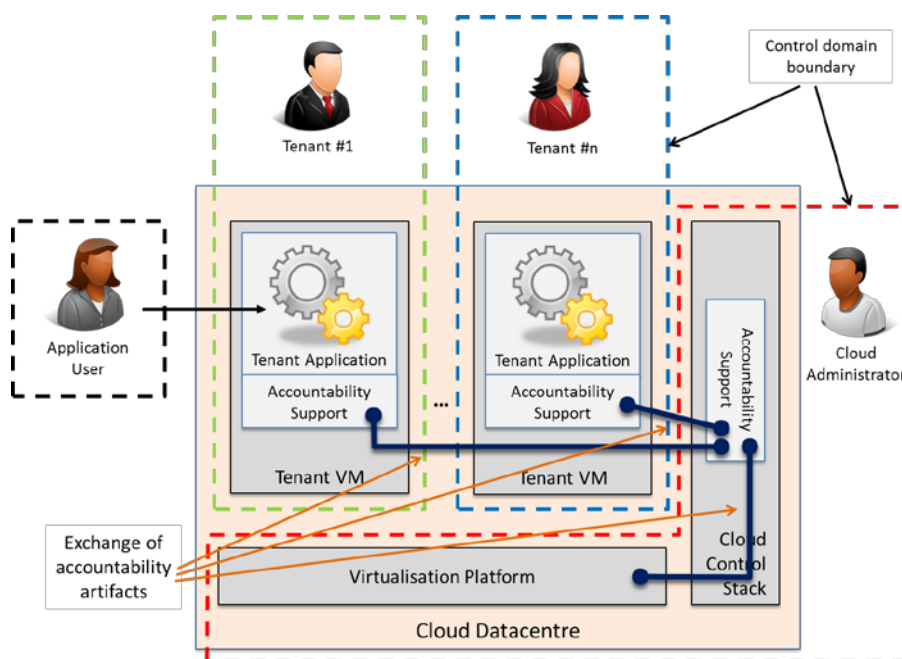 Control domain
boundary
Tenant #1
Tenant #n
Application
User
Tenant Application
Accountability
Support
Tenant VM
...
Tenant Application
Accountability
Support
Tenant VM
Accountability
Support
Cloud
Administrator
Cloud
Control
Stack
Exchange of
accountability
artifacts
Virtualisation Platform
Cloud Datacentre